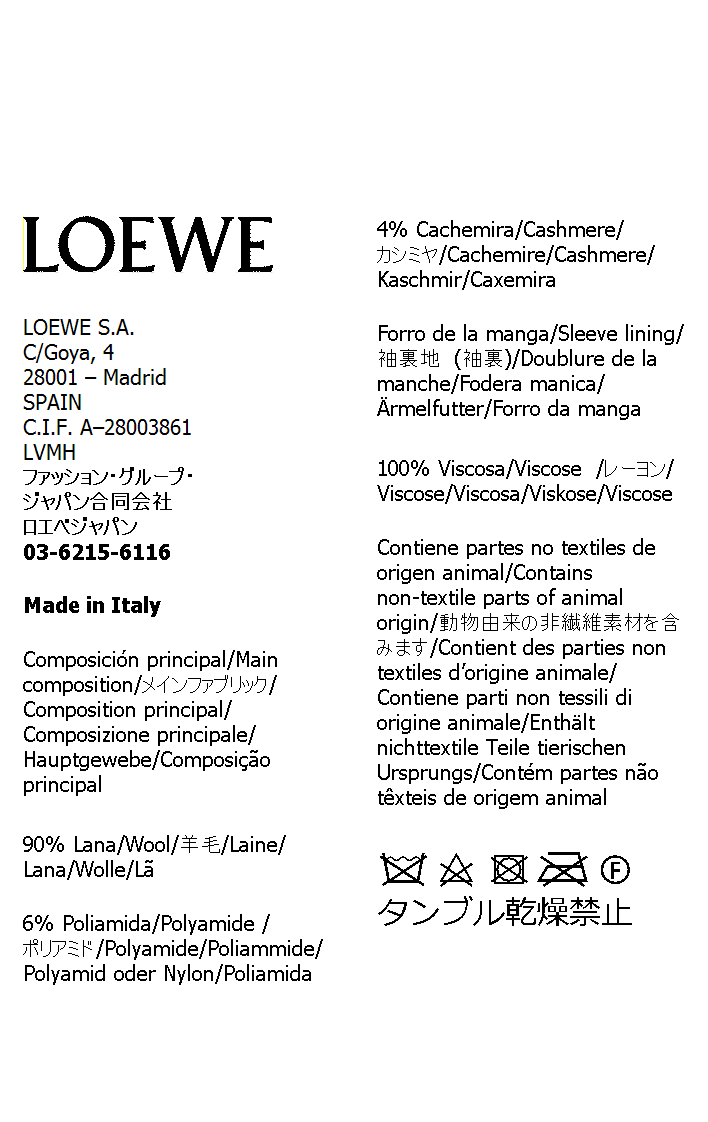 LOEWE
LOEWE S.A.
C/Goya, 4
28001 – Madrid
SPAIN
C.I.F. A–28003861
LVMH
ファッション・グループ・
ジャパン合同会社
ロエベジャパン
03-6215-6116
Made in Italy
Composición principal/Main
composition/メインファブリック/
Composition principal/
Composizione principale/
Hauptgewebe/Composição
principal
90% Lana/Wool/羊毛/Laine/
Lana/Wolle/Lã
6% Poliamida/Polyamide /
ポリアミド/Polyamide/Poliammide/
Polyamid oder Nylon/Poliamida
4% Cachemira/Cashmere/
カシミヤ/Cachemire/Cashmere/
Kaschmir/Caxemira
Forro de la manga/Sleeve lining/
袖裏地 (袖裏)/Doublure de la
manche/Fodera manica/
Ärmelfutter/Forro da manga
100% Viscosa/Viscose /レーヨン/
Viscose/Viscosa/Viskose/Viscose
Contiene partes no textiles de
origen animal/Contains
non-textile parts of animal
origin/動物由来の非繊維素材を含
みます/Contient des parties non
textiles d’origine animale/
Contiene parti non tessili di
origine animale/Enthält
nichttextile Teile tierischen
Ursprungs/Contém partes não
têxteis de origem animal
F
タンブル乾燥禁止